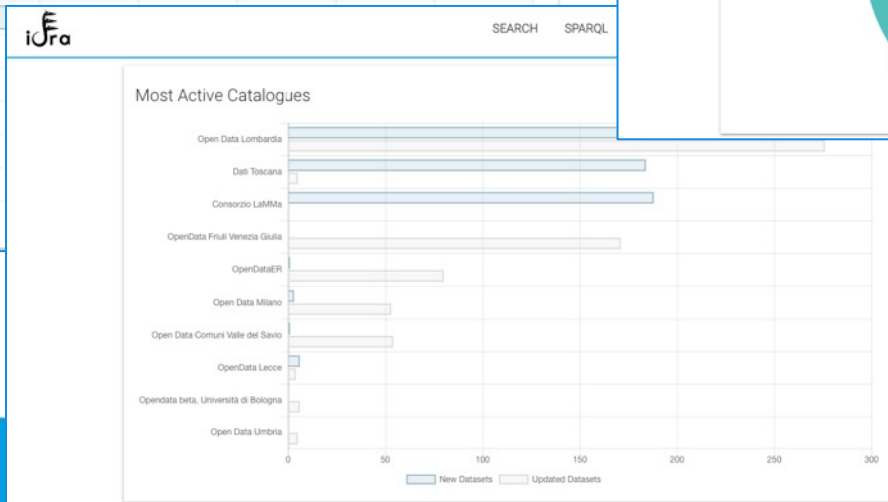 idra
SEARCH SPARQL
Most Active Catalogues
Open Data Lombardia
Dati Toscana
Consorzio LaMMa
OpenData Friuli Venezia Giulia
OpenDataER
Open Data Milano
Open Data Comuni Valle del Savio
OpenData Lecce
Opendata beta, Università di Bologna
Open Data Umbria
0 50 100 150 200 250 300
New Datasets Updated Datasets